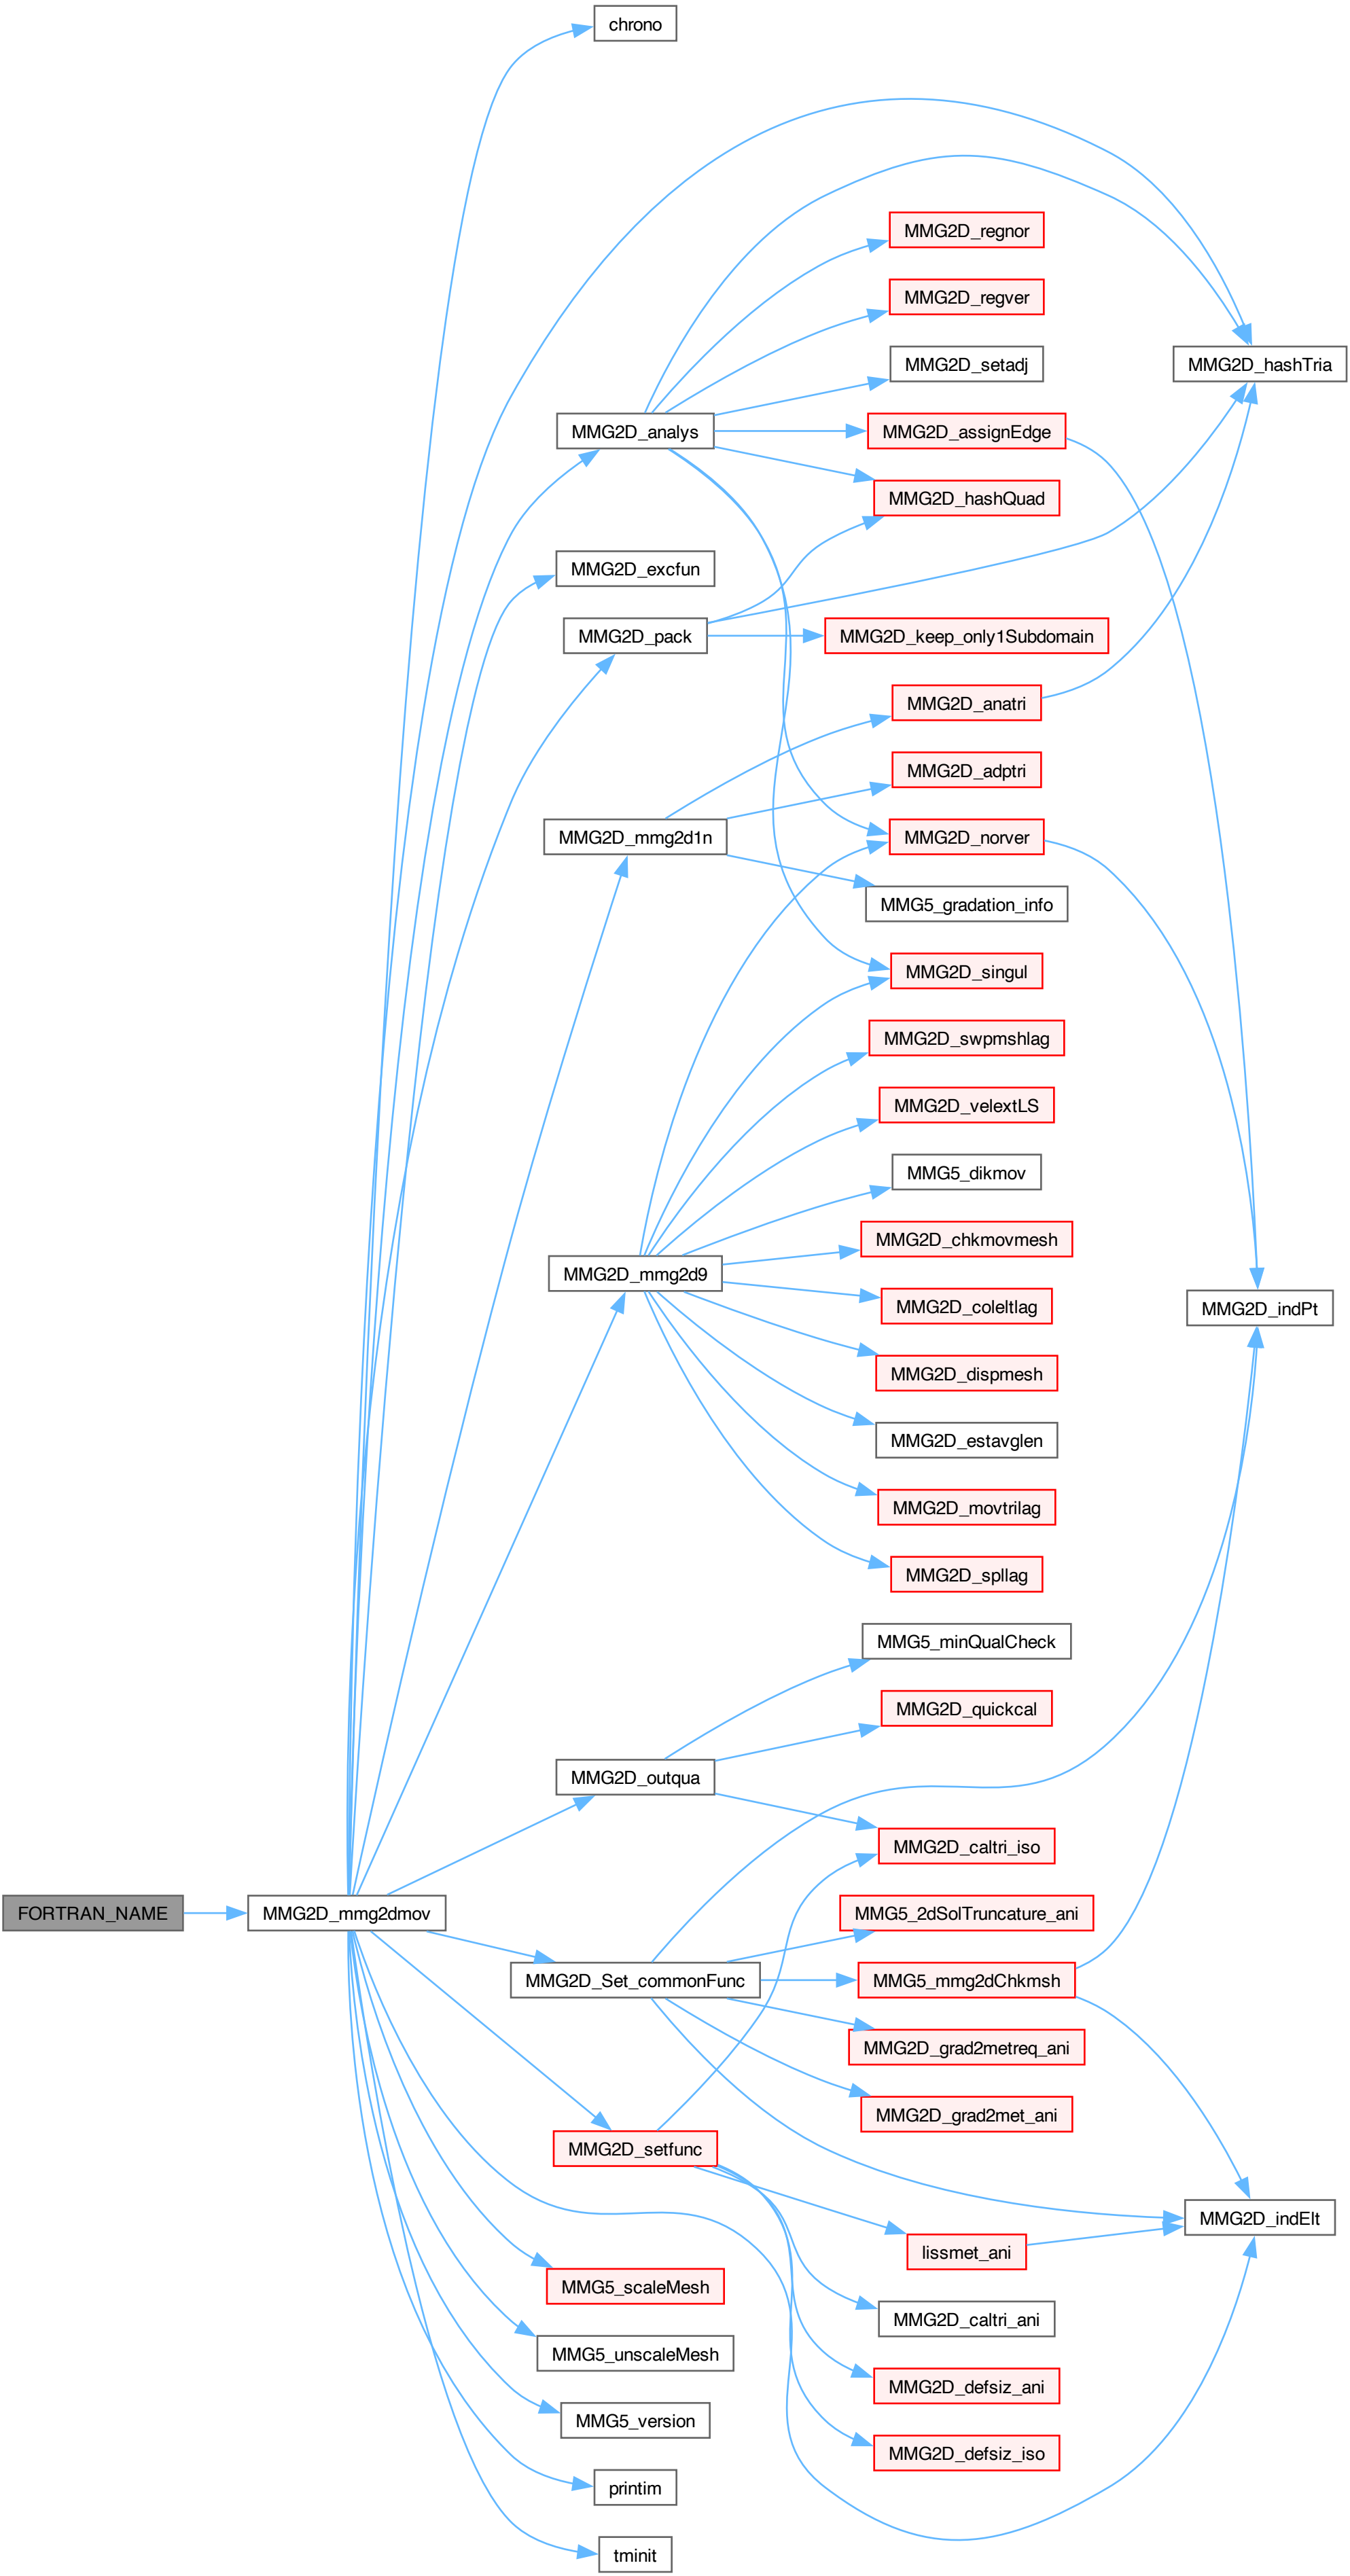 chrono
MMG2D_regnor
MMG2D_regver
MMG2D_setadj
MMG2D_hashTria
MMG2D_analys
MMG2D_assignEdge
MMG2D_hashQuad
MMG2D_excfun
MMG2D_pack
MMG2D_keep_only1Subdomain
MMG2D_anatri
MMG2D_adptri
MMG2D_mmg2d1n
MMG2D_norver
MMG5_gradation_info
MMG2D_singul
MMG2D_swpmshlag
MMG2D_velextLS
MMG5_dikmov
MMG2D_chkmovmesh
MMG2D_mmg2d9
MMG2D_coleltlag
MMG2D_indPt
MMG2D_dispmesh
MMG2D_estavglen
MMG2D_movtrilag
MMG2D_spllag
MMG5_minQualCheck
MMG2D_quickcal
MMG2D_outqua
MMG2D_caltri_iso
FORTRAN_NAME
MMG2D_mmg2dmov
MMG5_2dSolTruncature_ani
MMG2D_Set_commonFunc
MMG5_mmg2dChkmsh
MMG2D_grad2metreq_ani
MMG2D_grad2met_ani
MMG2D_setfunc
MMG2D_indElt
lissmet_ani
MMG5_scaleMesh
MMG2D_caltri_ani
MMG5_unscaleMesh
MMG2D_defsiz_ani
MMG5_version
MMG2D_defsiz_iso
printim
tminit